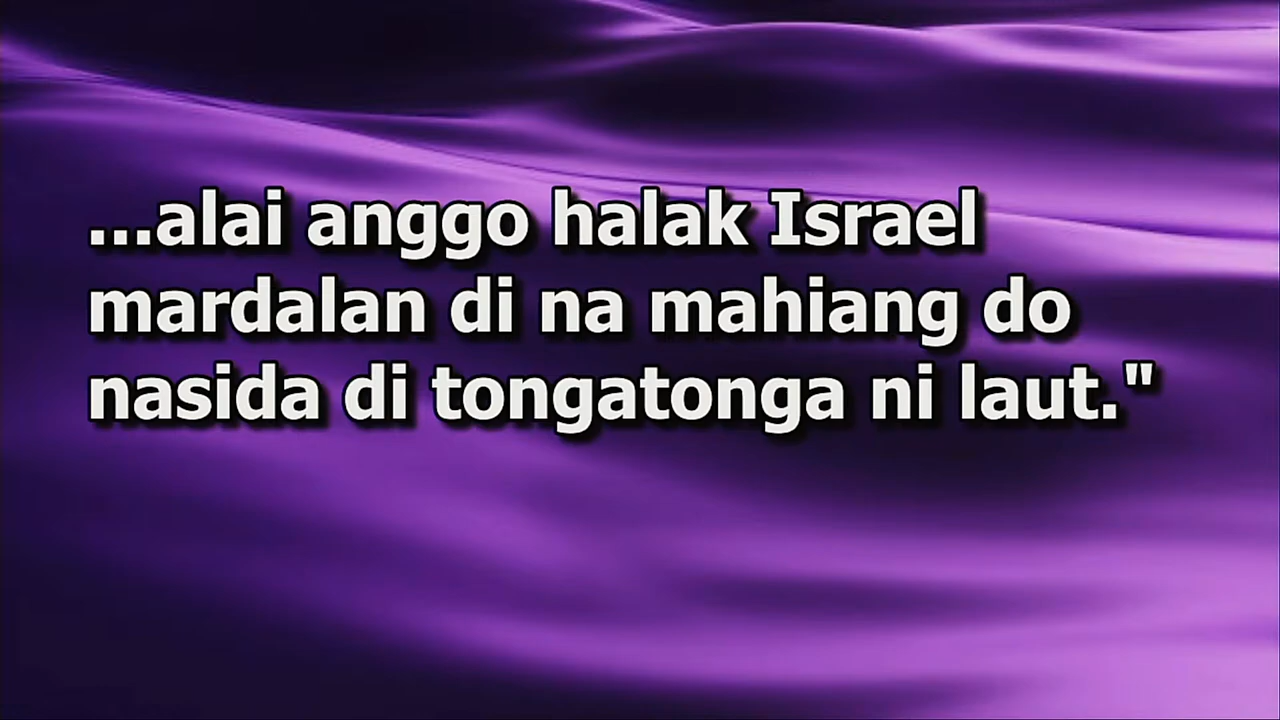 ...alai anggo halak Israel
mardalan di na mahiang do
nasida di tongatonga ni laut."